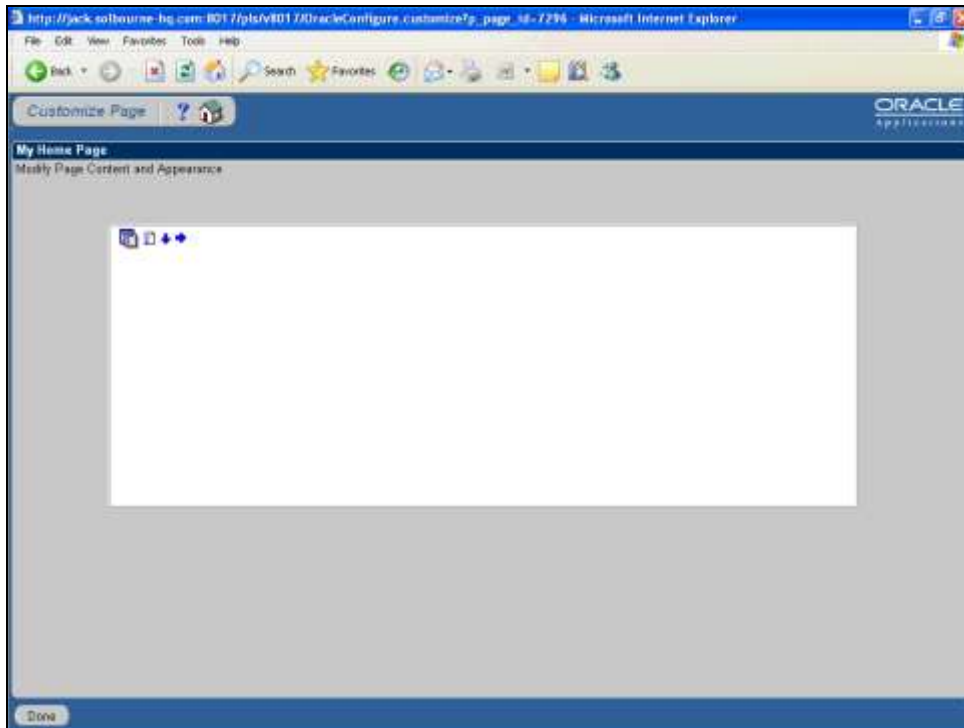 http://jack.solbourne-hq.com:8017/pls/v8017/OracleConfigure.customize?p_page_id=7296 - Microsoft Internet Explorer
File Edit View Favorites Tools Help
Back Search Favorites
Customize Page ?
ORACLE
Applications
My Home Page
Modify Page Content and Appearance
Done